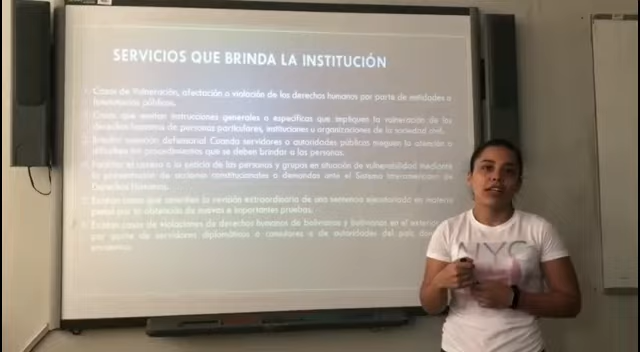 SERVICIOS QUE BRINDA LA INSTITUCIÓN
Casos de Vulneración, afectación o violación de los derechos humanos por parte de entidades o
instituciones públicas.
Casos que emitan instrucciones generales o específicas que impliquen la vulneración de los
derechos humanos de personas particulares, instituciones u organizaciones de la sociedad civil.
Brindar atención defensorial Cuando servidores o autoridades públicas nieguen la atención o
dificulten los procedimientos que se deben brindar a las personas.
Facilitar el acceso a la justicia de las personas y grupos en situación de vulnerabilidad mediante
la presentación de acciones constitucionales o demandas ante el Sistema Interamericano de
Derechos Humanos.
Existan casos que ameriten la revisión extraordinaria de una sentencia ejecutoriada en materia
penal por la obtención de nuevas e importantes pruebas.
Existan casos de violaciones de derechos humanos de bolivianos y bolivianas en el exterior
por parte de servidores diplomáticos o consulares o de autoridades del país
NYC